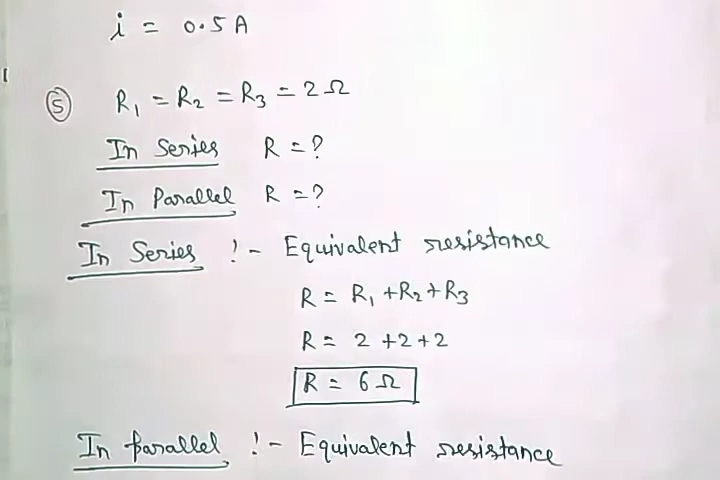 i = 0.5 A
⑤ R₁ = R₂ = R₃ = 2 Ω
In Series R = ?
In Parallel R = ?
In Series :- Equivalent resistance
R = R₁ + R₂ + R₃
R = 2 + 2 + 2
R = 6 Ω
In parallel :- Equivalent resistance